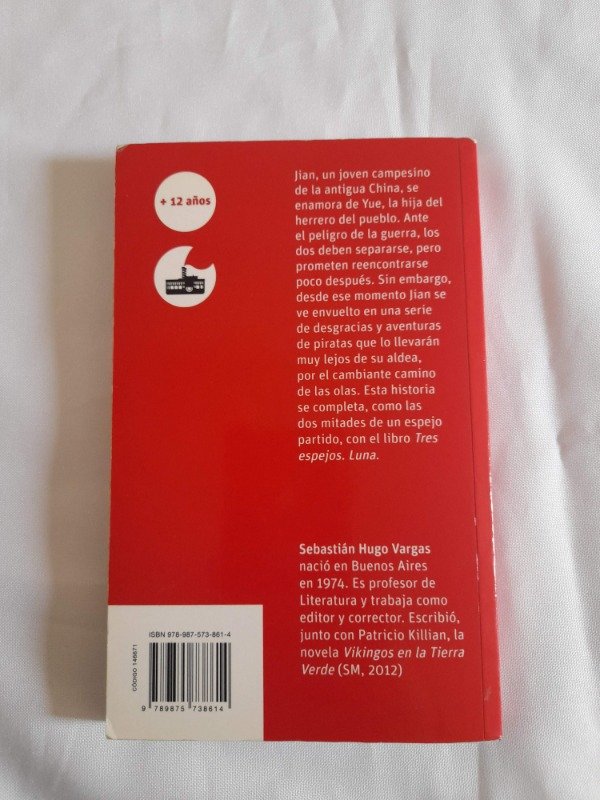 + 12 años
Jian, un joven campesino
de la antigua China, se
enamora de Yue, la hija del
herrero del pueblo. Ante
el peligro de la guerra, los
dos deben separarse, pero
prometen reencontrarse
poco después. Sin embargo,
desde ese momento Jian se
ve envuelto en una serie
de desgracias y aventuras
de piratas que lo llevarán
muy lejos de su aldea,
por el cambiante camino
de las olas. Esta historia
se completa, como las
dos mitades de un espejo
partido, con el libro Tres
espejos. Luna.
Sebastián Hugo Vargas
nació en Buenos Aires
en 1974. Es profesor de
Literatura y trabaja como
editor y corrector. Escribió,
junto con Patricio Killian, la
novela Vikingos en la Tierra
Verde (SM, 2012)
CÓDIGO 146671
ISBN 978-987-573-861-4
9 789875 738614